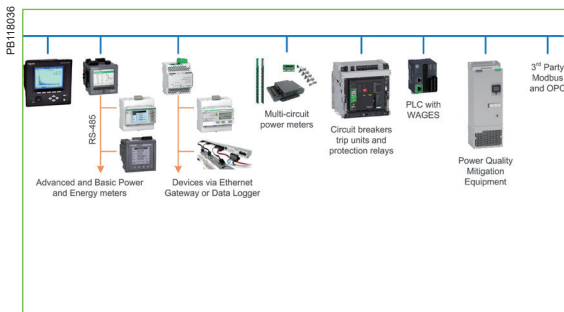 PB118036
RS-485
Advanced and Basic Power
and Energy meters
Devices via Ethernet
Gateway or Data Logger
Multi-circuit
power meters
Circuit breakers
trip units and
protection relays
PLC with
WAGES
Power Quality
Mitigation
Equipment
3rd Party
Modbus
and OPC